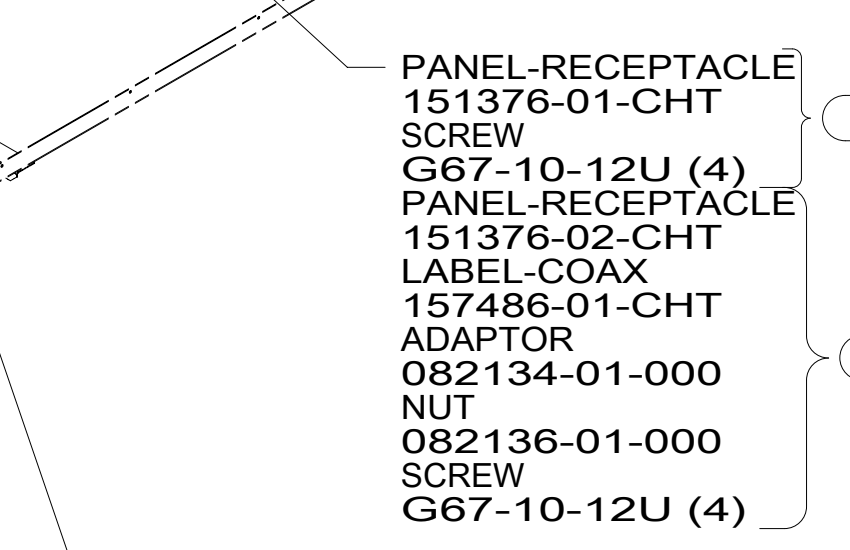 PANEL-RECEPTACLE
151376-01-CHT
SCREW
G67-10-12U (4)
PANEL-RECEPTACLE
151376-02-CHT
LABEL-COAX
157486-01-CHT
ADAPTOR
082134-01-000
NUT
082136-01-000
SCREW
G67-10-12U (4)